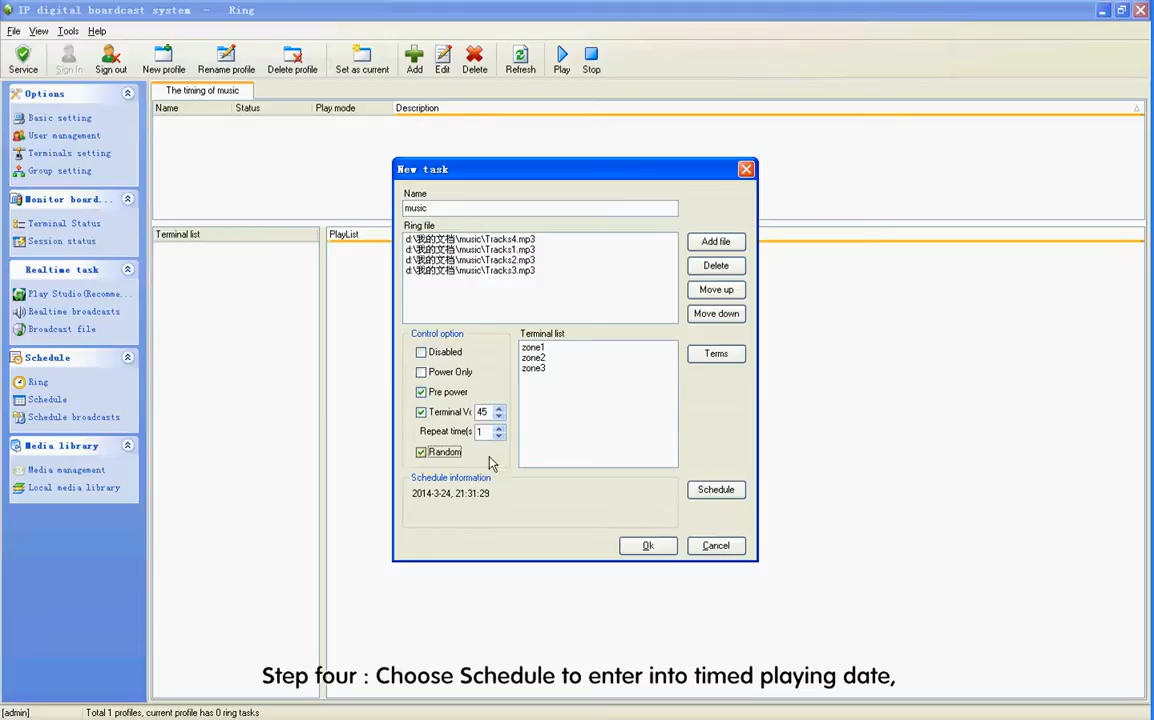 IP digital boardcast system - Ring
File View Tools Help
Service Sign In Sign out New profile Rename profile Delete profile Set as current Add Edit Delete Refresh Play Stop
Options
Basic setting
User management
Terminals setting
Group setting
Monitor board...
Terminal Status
Session status
Realtime task
Play Studio(Recomme...
Realtime broadcasts
Broadcast file
Schedule
Ring
Schedule
Schedule broadcasts
Media library
Media management
Local media library
The timing of music
Name Status Play mode Description
Terminal list PlayList
New task
Name
music
Ring file
d:\我的文档\music\Tracks4.mp3
d:\我的文档\music\Tracks1.mp3
d:\我的文档\music\Tracks2.mp3
d:\我的文档\music\Tracks3.mp3
Add file
Delete
Move up
Move down
Control option
Disabled
Power Only
Pre power
Terminal Vc 45
Repeat time(s 1
Random
Terminal list
zone1
zone2
zone3
Terms
Schedule information
2014-3-24, 21:31:29
Schedule
Ok Cancel
Step four : Choose Schedule to enter into timed playing date,
[admin] Total 1 profiles, current profile has 0 ring tasks